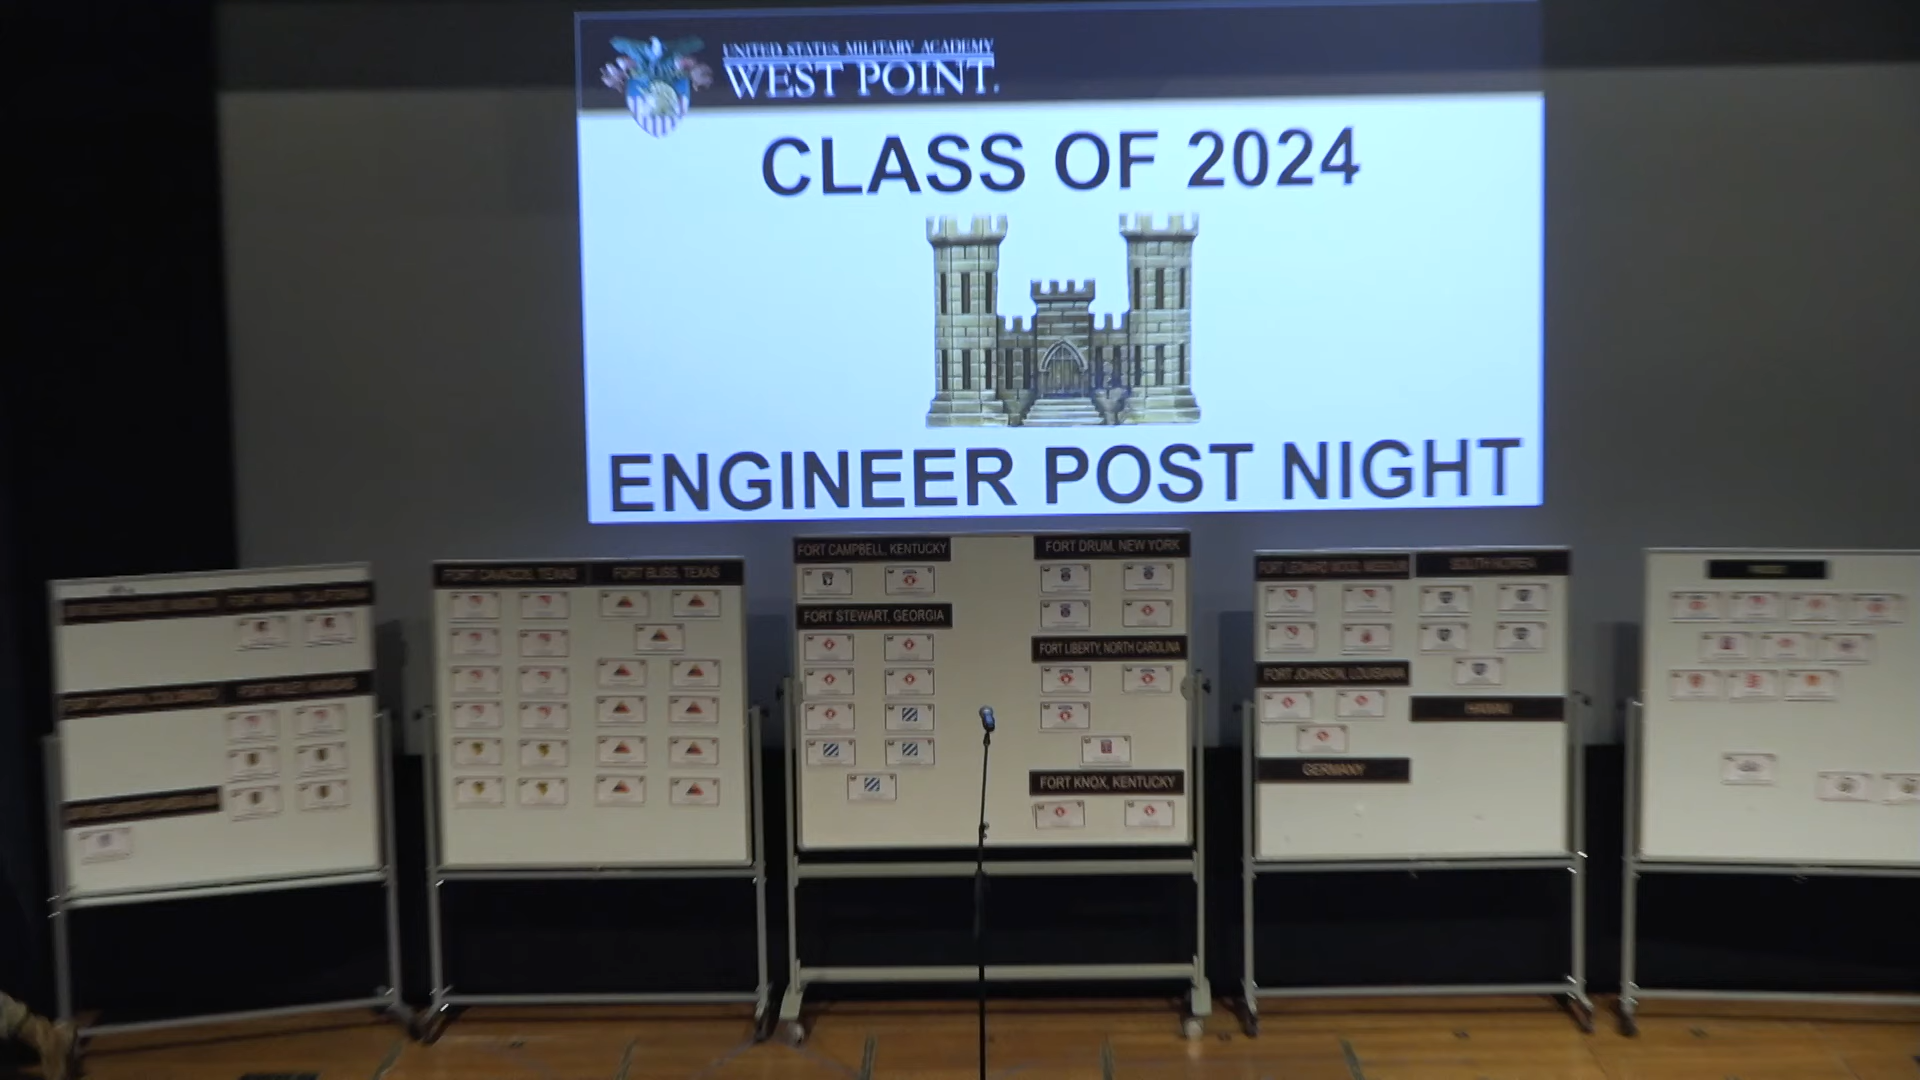 UNITED STATES MILITARY ACADEMY
WEST POINT.
CLASS OF 2024
ENGINEER POST NIGHT
FORT CAVAZOS, TEXAS
FORT BLISS, TEXAS
FORT CAMPBELL, KENTUCKY
FORT DRUM, NEW YORK
FORT STEWART, GEORGIA
FORT LIBERTY, NORTH CAROLINA
FORT KNOX, KENTUCKY
FORT LEONARD WOOD, MISSOURI
SOUTH KOREA
FORT JOHNSON, LOUISIANA
HAWAII
GERMANY